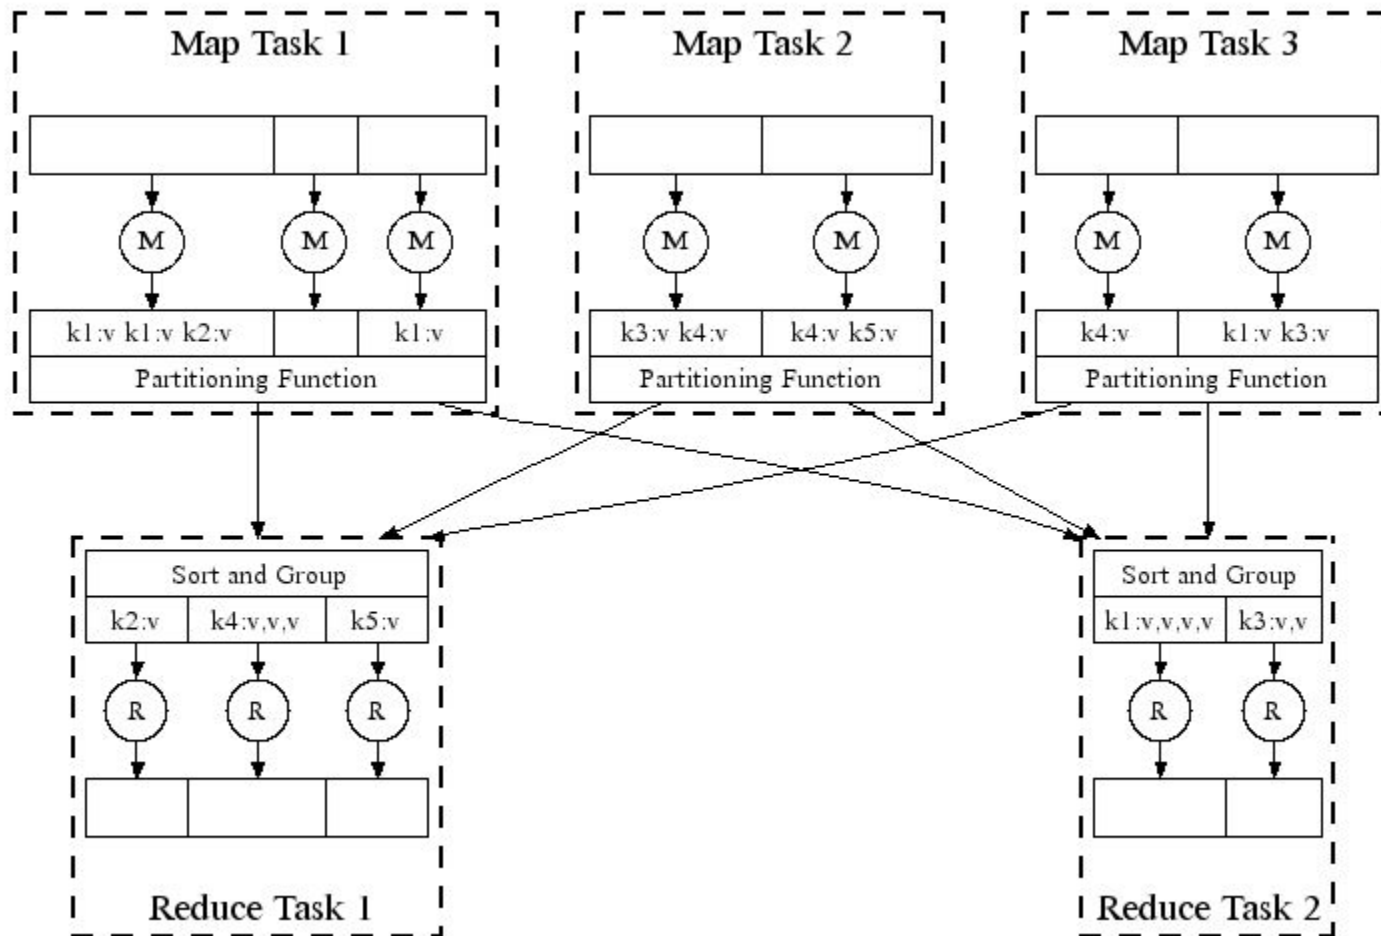 Map Task 1
Map Task 2
Map Task 3
M
M
M
M
M
M
M
k1:v k1:v k2:v
k1:v
k3:v k4:v
k4:v k5:v
k4:v
k1:v k3:v
Partitioning Function
Partitioning Function
Partitioning Function
Sort and Group
Sort and Group
k2:v
k4:v,v,v
k5:v
k1:v,v,v,v
k3:v,v
R
R
R
R
R
Reduce Task 1
Reduce Task 2